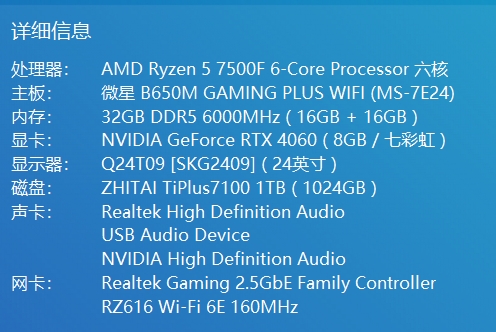 详细信息
处理器： AMD Ryzen 5 7500F 6-Core Processor 六核
主板： 微星 B650M GAMING PLUS WIFI (MS-7E24)
内存： 32GB DDR5 6000MHz ( 16GB + 16GB )
显卡： NVIDIA GeForce RTX 4060 ( 8GB / 七彩虹 )
显示器： Q24T09 [SKG2409] ( 24英寸 )
磁盘： ZHITAI TiPlus7100 1TB ( 1024GB )
声卡： Realtek High Definition Audio
USB Audio Device
NVIDIA High Definition Audio
网卡： Realtek Gaming 2.5GbE Family Controller
RZ616 Wi-Fi 6E 160MHz